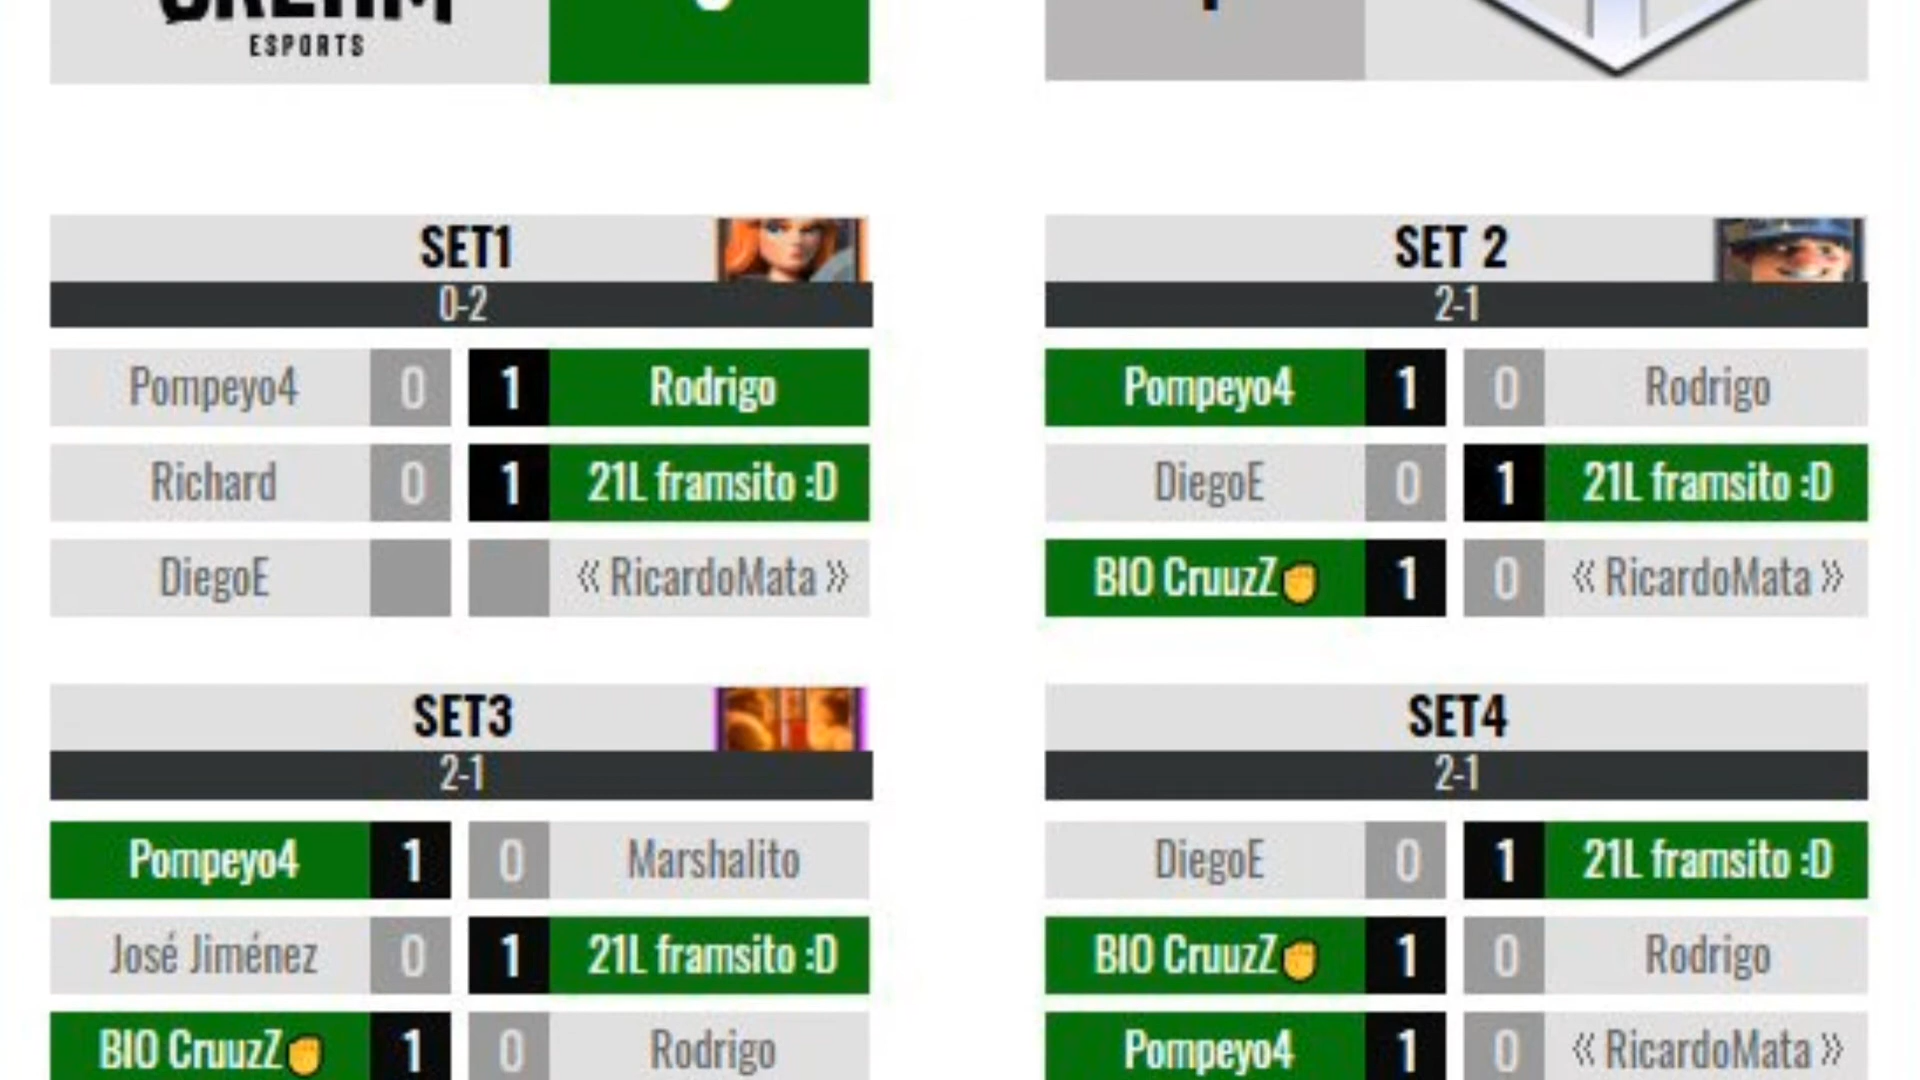 ESPORTS
SET1
0-2
Pompeyo4 0 1 Rodrigo
Richard 0 1 21L framsito :D
DiegoE « RicardoMata »
SET 2
2-1
Pompeyo4 1 0 Rodrigo
DiegoE 0 1 21L framsito :D
BIO CruuzZ✊ 1 0 « RicardoMata »
SET3
2-1
Pompeyo4 1 0 Marshalito
José Jiménez 0 1 21L framsito :D
BIO CruuzZ✊ 1 0 Rodrigo
SET4
2-1
DiegoE 0 1 21L framsito :D
BIO CruuzZ✊ 1 0 Rodrigo
Pompeyo4 1 0 « RicardoMata »